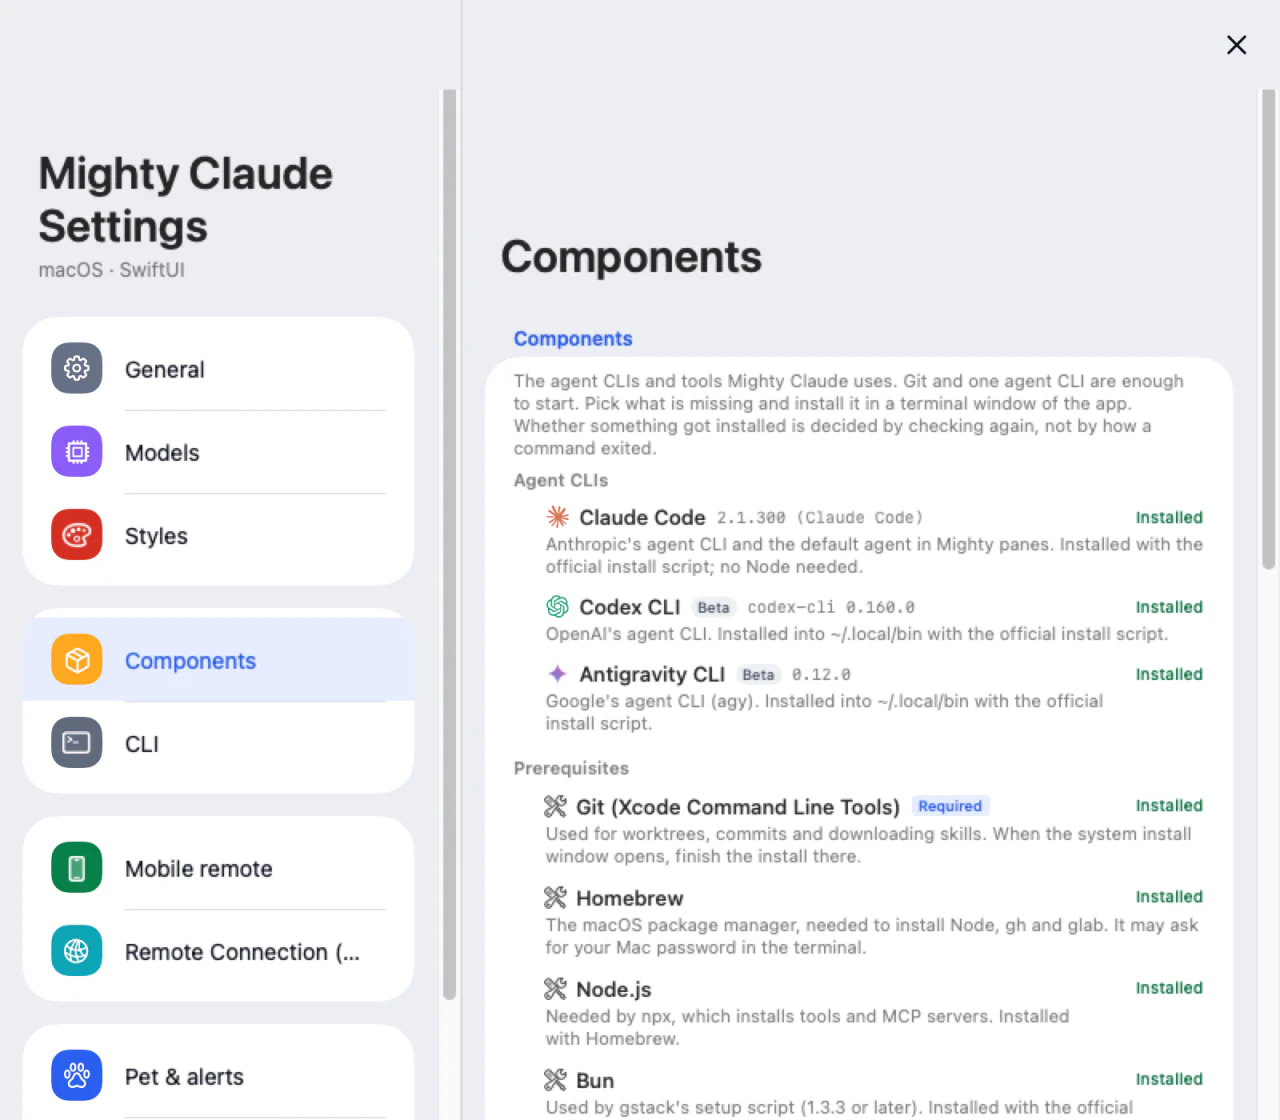 Mighty Claude
Settings
macOS · SwiftUI
General
Models
Styles
Components
CLI
Mobile remote
Remote Connection (...
Pet & alerts
Components
Components
The agent CLIs and tools Mighty Claude uses. Git and one agent CLI are enough
to start. Pick what is missing and install it in a terminal window of the app.
Whether something got installed is decided by checking again, not by how a
command exited.
Agent CLIs
Claude Code 2.1.300 (Claude Code) Installed
Anthropic's agent CLI and the default agent in Mighty panes. Installed with the
official install script; no Node needed.
Codex CLI Beta codex-cli 0.160.0 Installed
OpenAI's agent CLI. Installed into ~/.local/bin with the official install script.
Antigravity CLI Beta 0.12.0 Installed
Google's agent CLI (agy). Installed into ~/.local/bin with the official
install script.
Prerequisites
Git (Xcode Command Line Tools) Required Installed
Used for worktrees, commits and downloading skills. When the system install
window opens, finish the install there.
Homebrew Installed
The macOS package manager, needed to install Node, gh and glab. It may ask
for your Mac password in the terminal.
Node.js Installed
Needed by npx, which installs tools and MCP servers. Installed
with Homebrew.
Bun Installed
Used by gstack's setup script (1.3.3 or later). Installed with the official